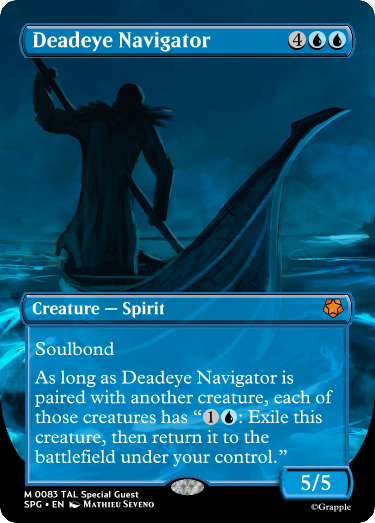 Deadeye Navigator 4
Creature — Spirit
Soulbond
As long as Deadeye Navigator is
paired with another creature, each of
those creatures has “1 : Exile this
creature, then return it to the
battlefield under your control.”
5/5
M 0083 TAL Special Guest
SPG • EN Mathieu Seveno
©Grapple